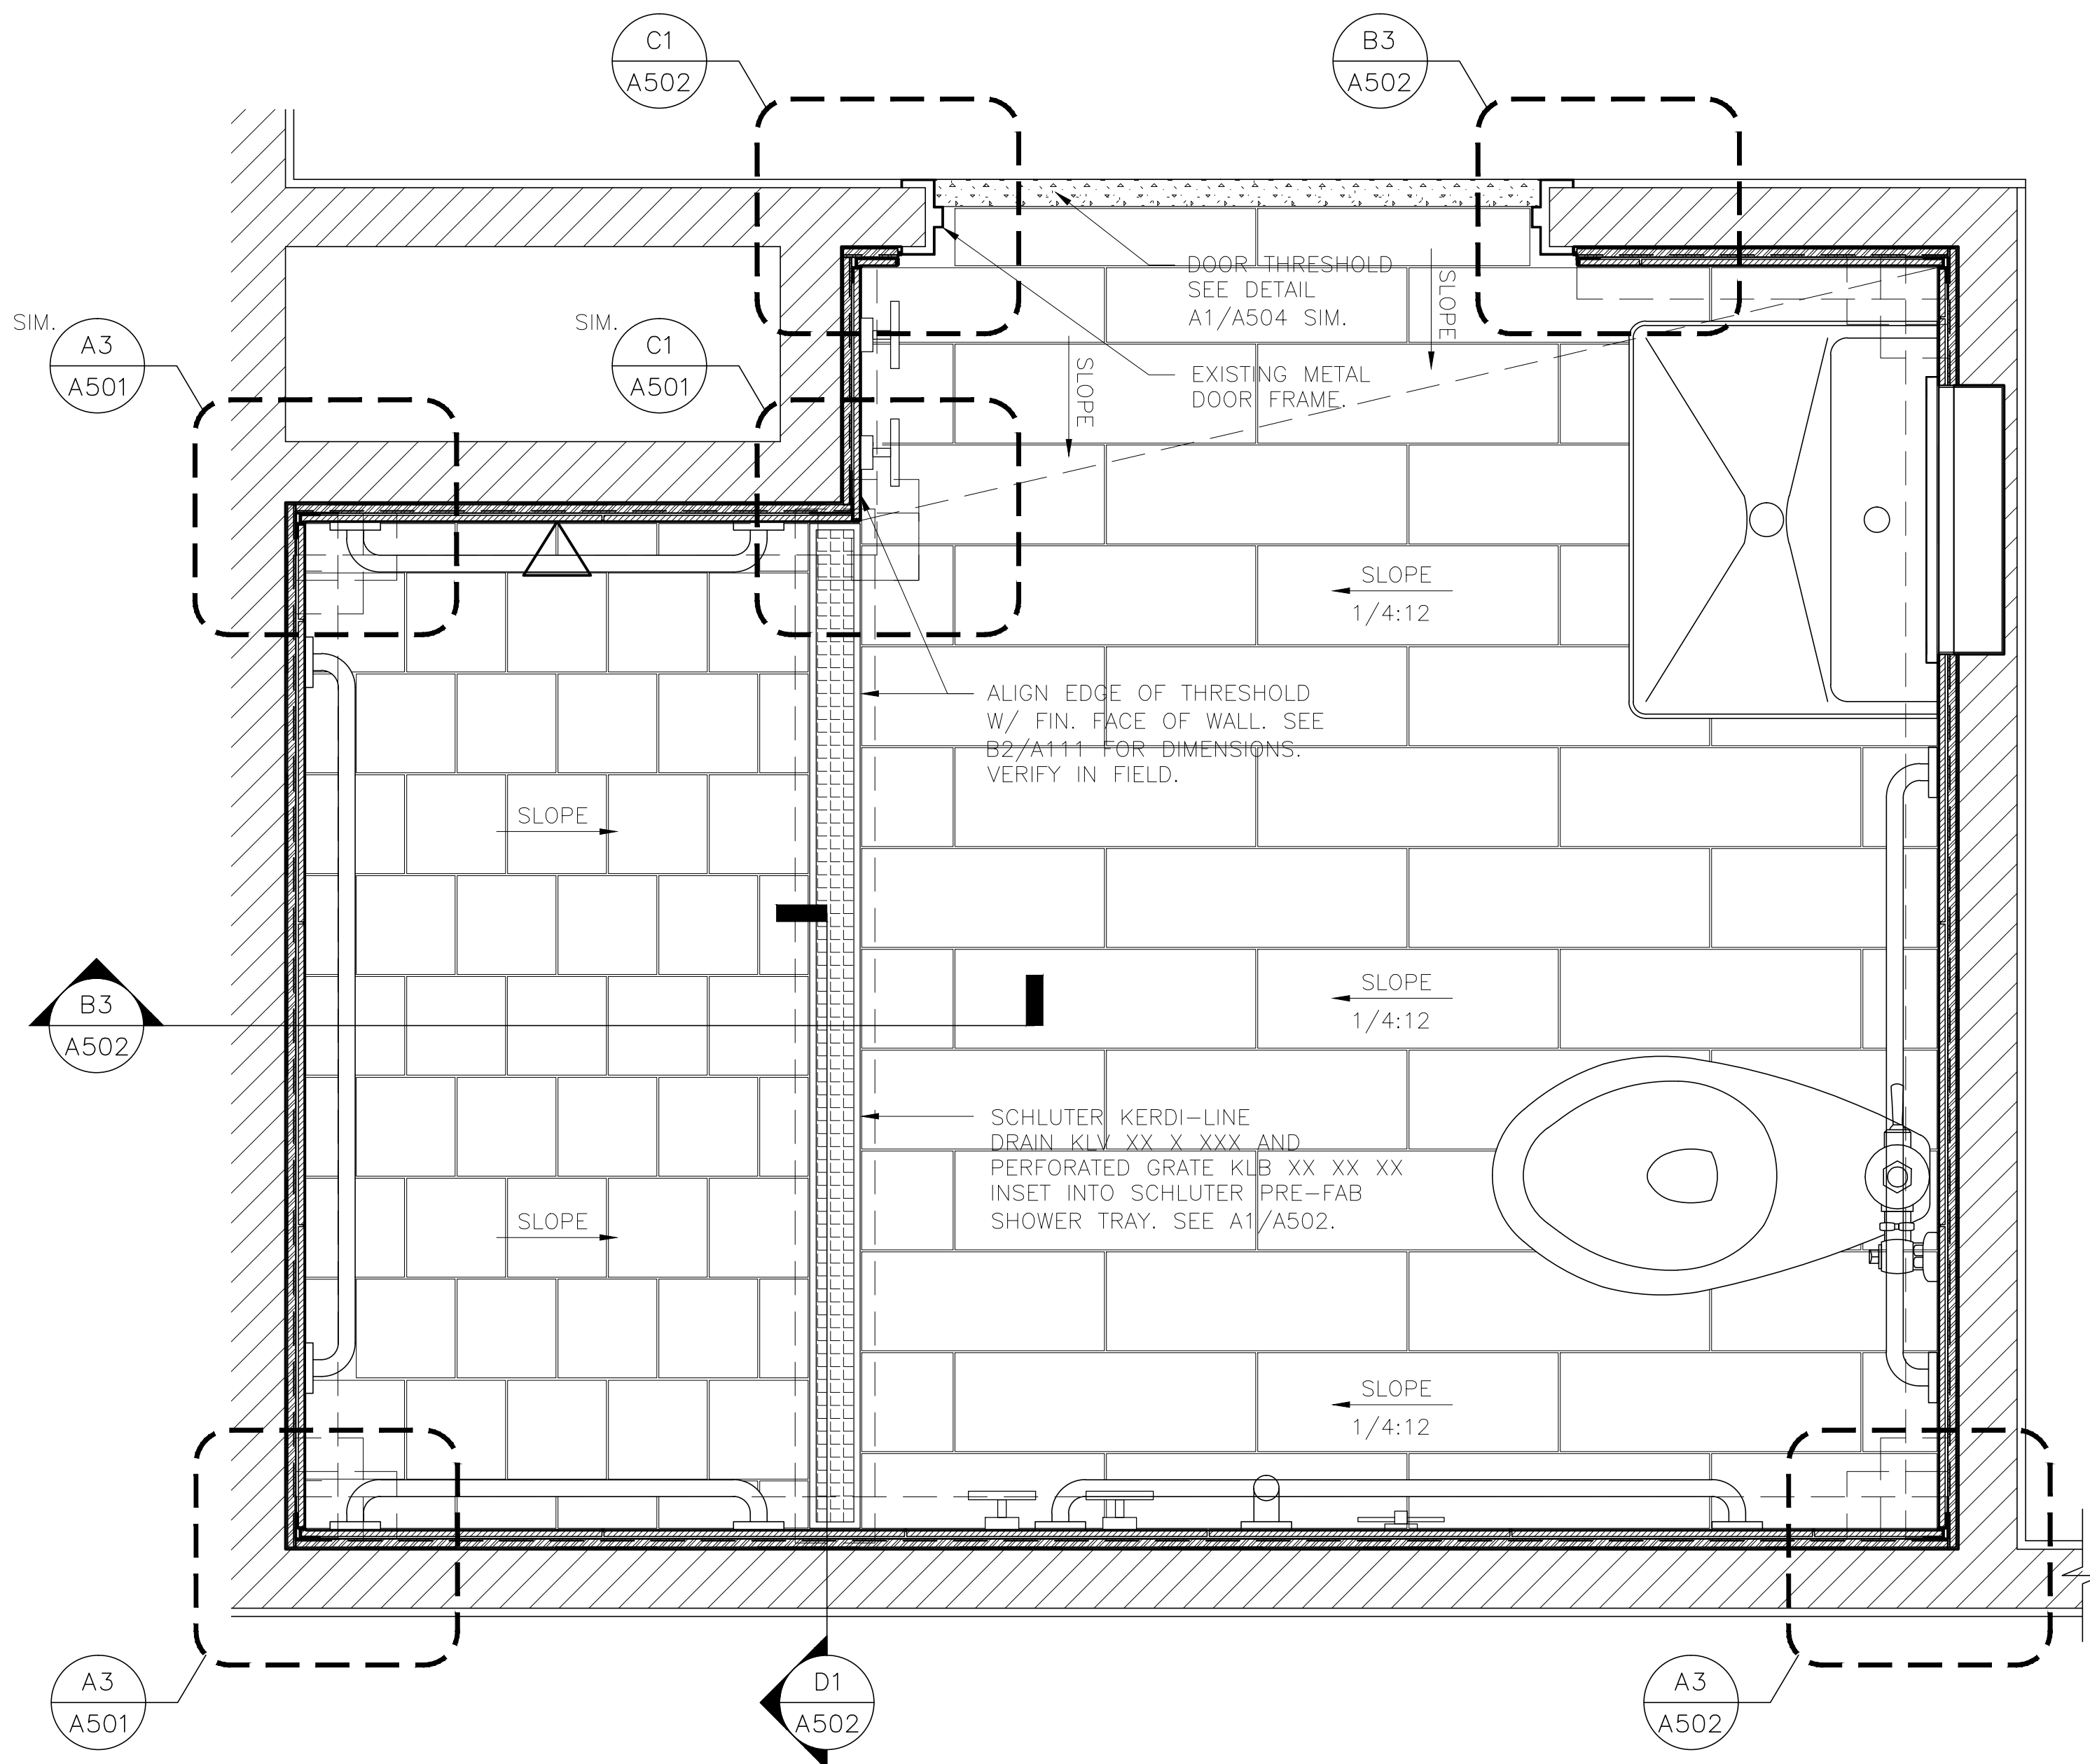 C1
A502
B3
A502
SIM.
A3
A501
SIM.
C1
A501
DOOR THRESHOLD
SEE DETAIL
A1/A504 SIM.
SLOPE
SLOPE
EXISTING METAL
DOOR FRAME.
SLOPE
1/4:12
ALIGN EDGE OF THRESHOLD
W/ FIN. FACE OF WALL. SEE
B2/A111 FOR DIMENSIONS.
VERIFY IN FIELD.
SLOPE
B3
A502
SLOPE
1/4:12
SCHLUTER KERDI-LINE
DRAIN KLV XX X XXX AND
PERFORATED GRATE KLB XX XX XX
INSET INTO SCHLUTER PRE-FAB
SHOWER TRAY. SEE A1/A502.
SLOPE
SLOPE
1/4:12
A3
A501
D1
A502
A3
A502